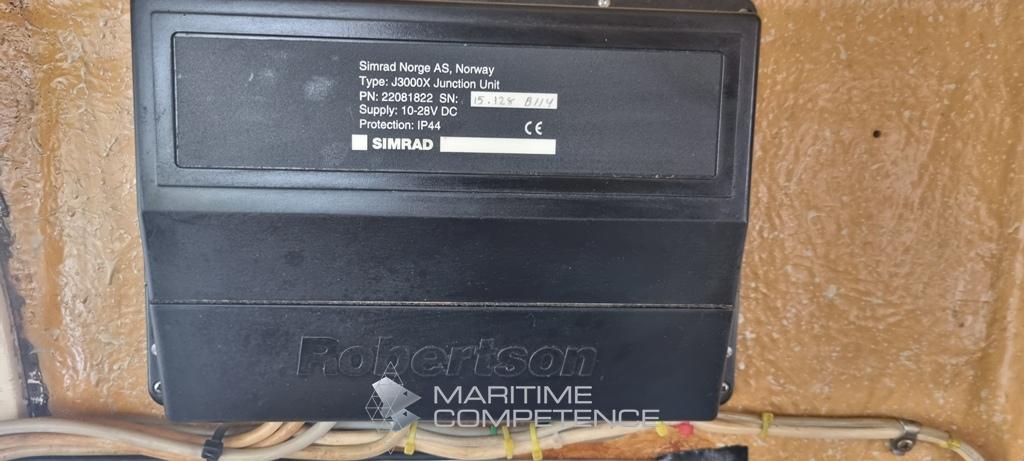 Simrad Norge AS, Norway
Type: J3000X Junction Unit
PN: 22081822 SN: 15.128 B114
Supply: 10-28V DC
Protection: IP44 CE
SIMRAD
Robertson
MARITIME
COMPETENCE